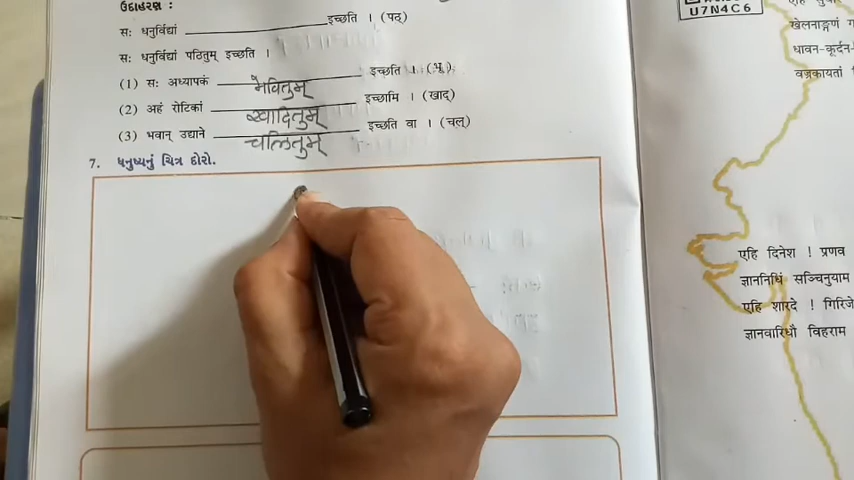 ઉદાહરણ :
सः धनुर्विद्यां ____________ इच्छति । (पठ्)
सः धनुर्विद्यां पठितुम् इच्छति ।
(1) सः अध्यापकं भवितुम् इच्छति । (भू)
(2) अहं रोटिकां खादितुम् इच्छामि । (खाद्)
(3) भवान् उद्याने चलितुम् इच्छति वा । (चल्)
7. ધનુષ્યનું ચિત્ર દોરો.
U7N4C6
खेलनाङ्गणं
धावन-कूर्दन-
वज्रकायतां
एहि दिनेश ! प्रणव
ज्ञाननिधिं सञ्चिनुयाम
एहि शारदे ! गिरिजे
ज्ञानवारिधौ विहराम